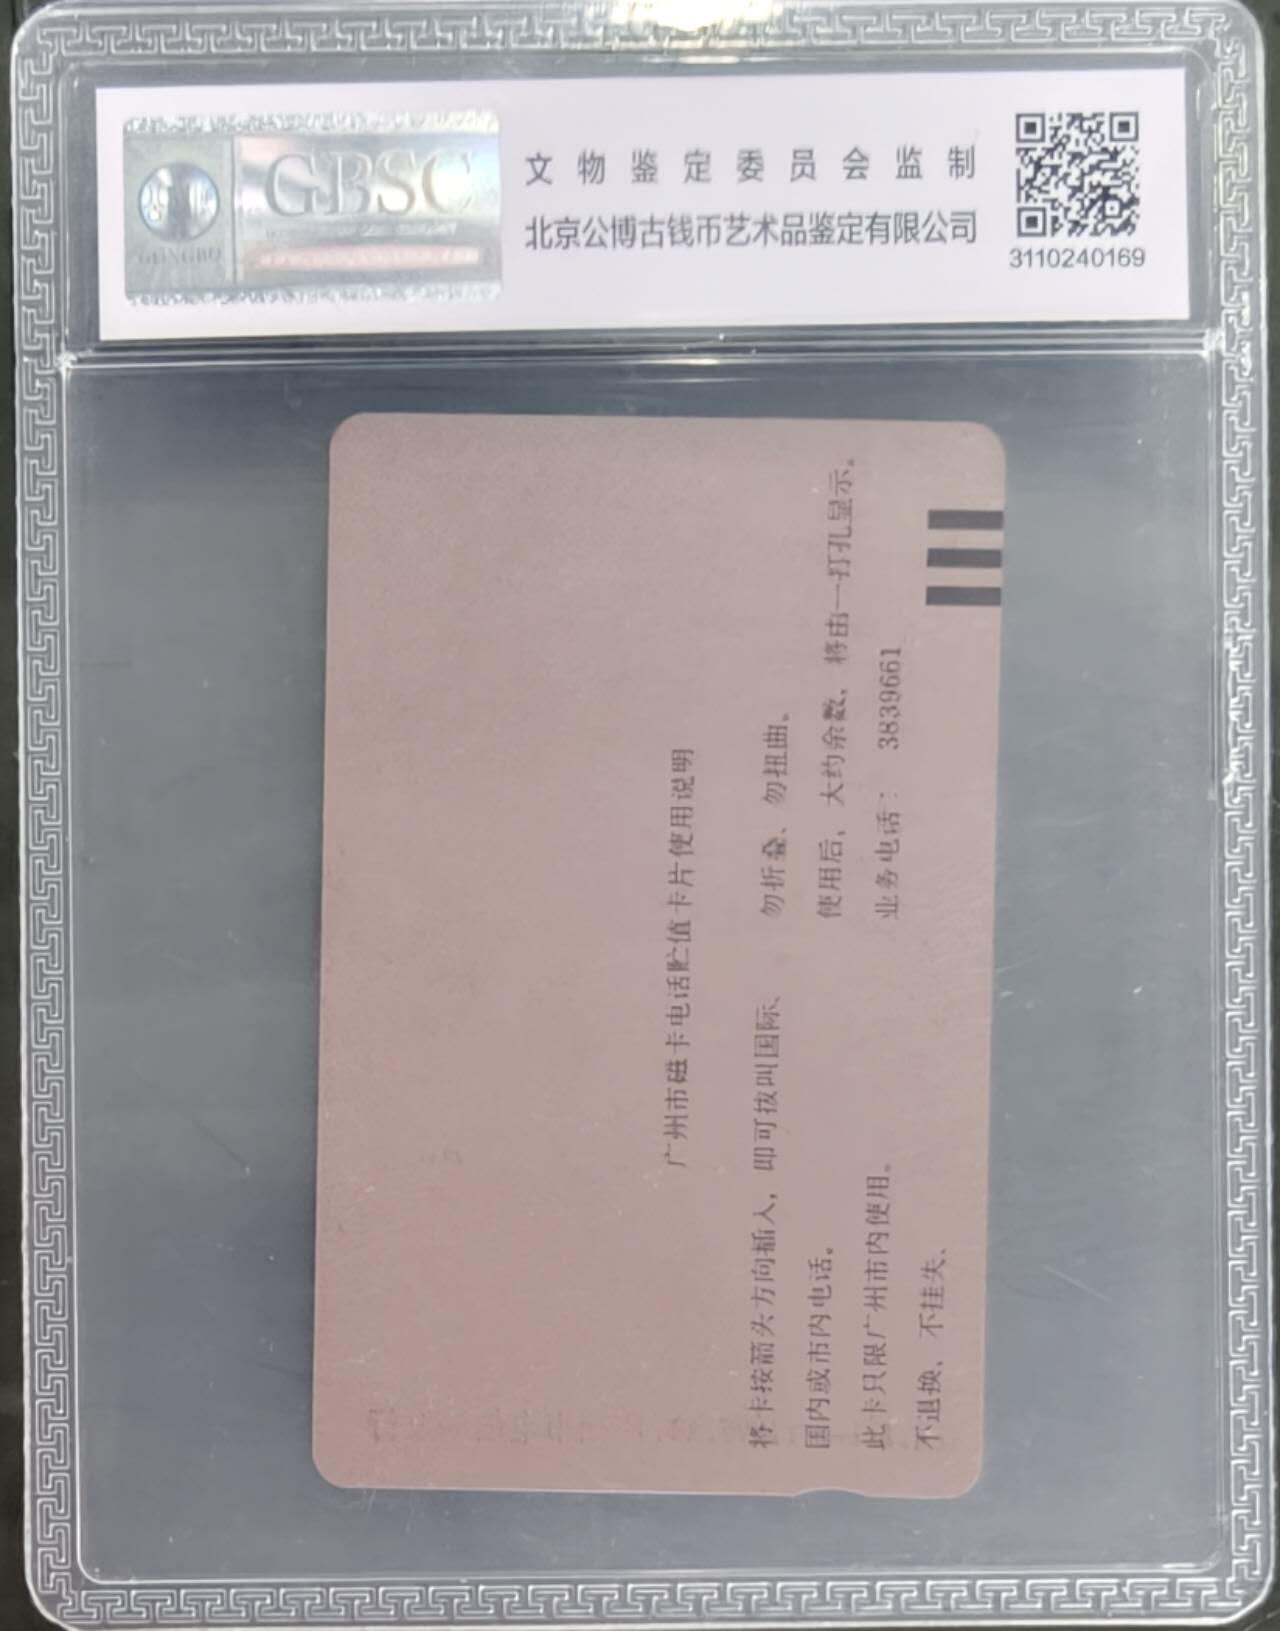 GBSC
GONGBO
文物鉴定委员会监制
北京公博古钱币艺术品鉴定有限公司
3110240169
广州市磁卡电话贮值卡片使用说明
将卡按箭头方向插入，即可拔叫国际、
国内或市内电话。
此卡只限广州市内使用。
不退换、不挂失、
勿折叠、勿扭曲。
使用后，大约余数，将由一打孔显示。
业务电话： 3839661